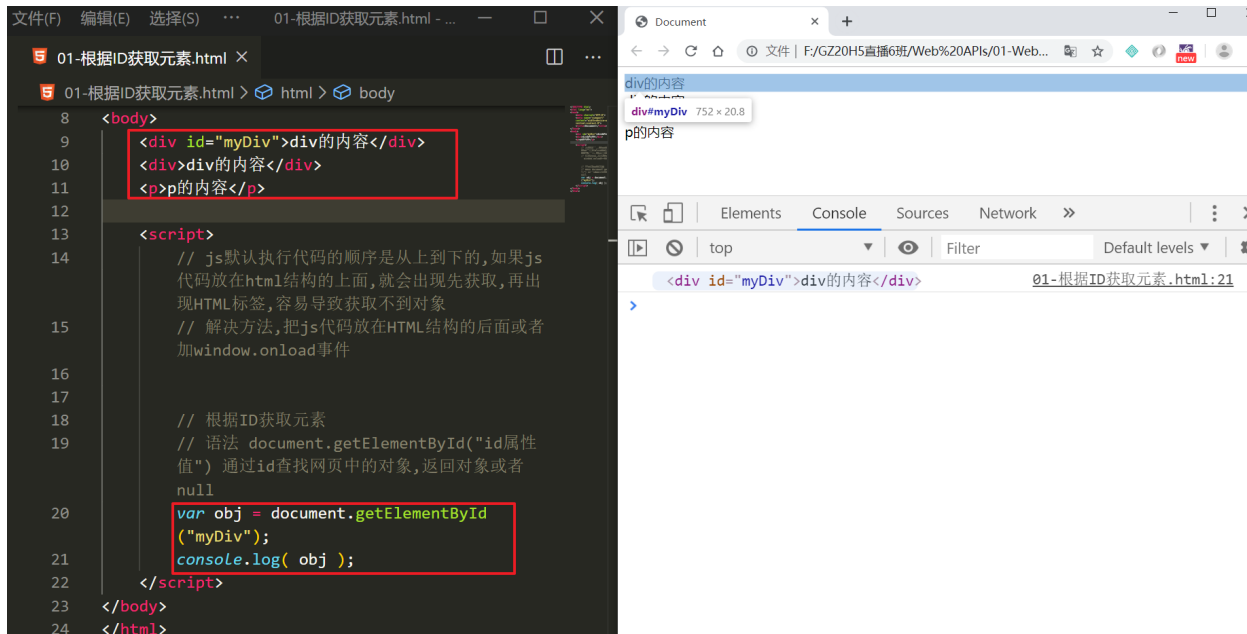 文件(F) 编辑(E) 选择(S) ··· 01-根据ID获取元素.html - ...
01-根据ID获取元素.html
01-根据ID获取元素.html > html > body
8 <body>
9 <div id="myDiv">div的内容</div>
10 <div>div的内容</div>
11 <p>p的内容</p>
12
13 <script>
14 // js默认执行代码的顺序是从上到下的,如果js
代码放在html结构的上面,就会出现先获取,再出
现HTML标签,容易导致获取不到对象
15 // 解决方法,把js代码放在HTML结构的后面或者
加window.onload事件
16
17
18 // 根据ID获取元素
19 // 语法 document.getElementById("id属性
值") 通过id查找网页中的对象,返回对象或者
null
20 var obj = document.getElementById
("myDiv");
21 console.log( obj );
22 </script>
23 </body>
24 </html>
Document
文件 | F:/GZ20H5直播6班/Web%20APIs/01-Web...
new
div的内容
div#myDiv 752 × 20.8
p的内容
Elements Console Sources Network »
top Filter Default levels ▼
<div id="myDiv">div的内容</div> 01-根据ID获取元素.html:21
>